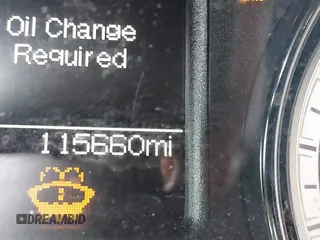 Oil Change
Required
115660mi
DREAMBID